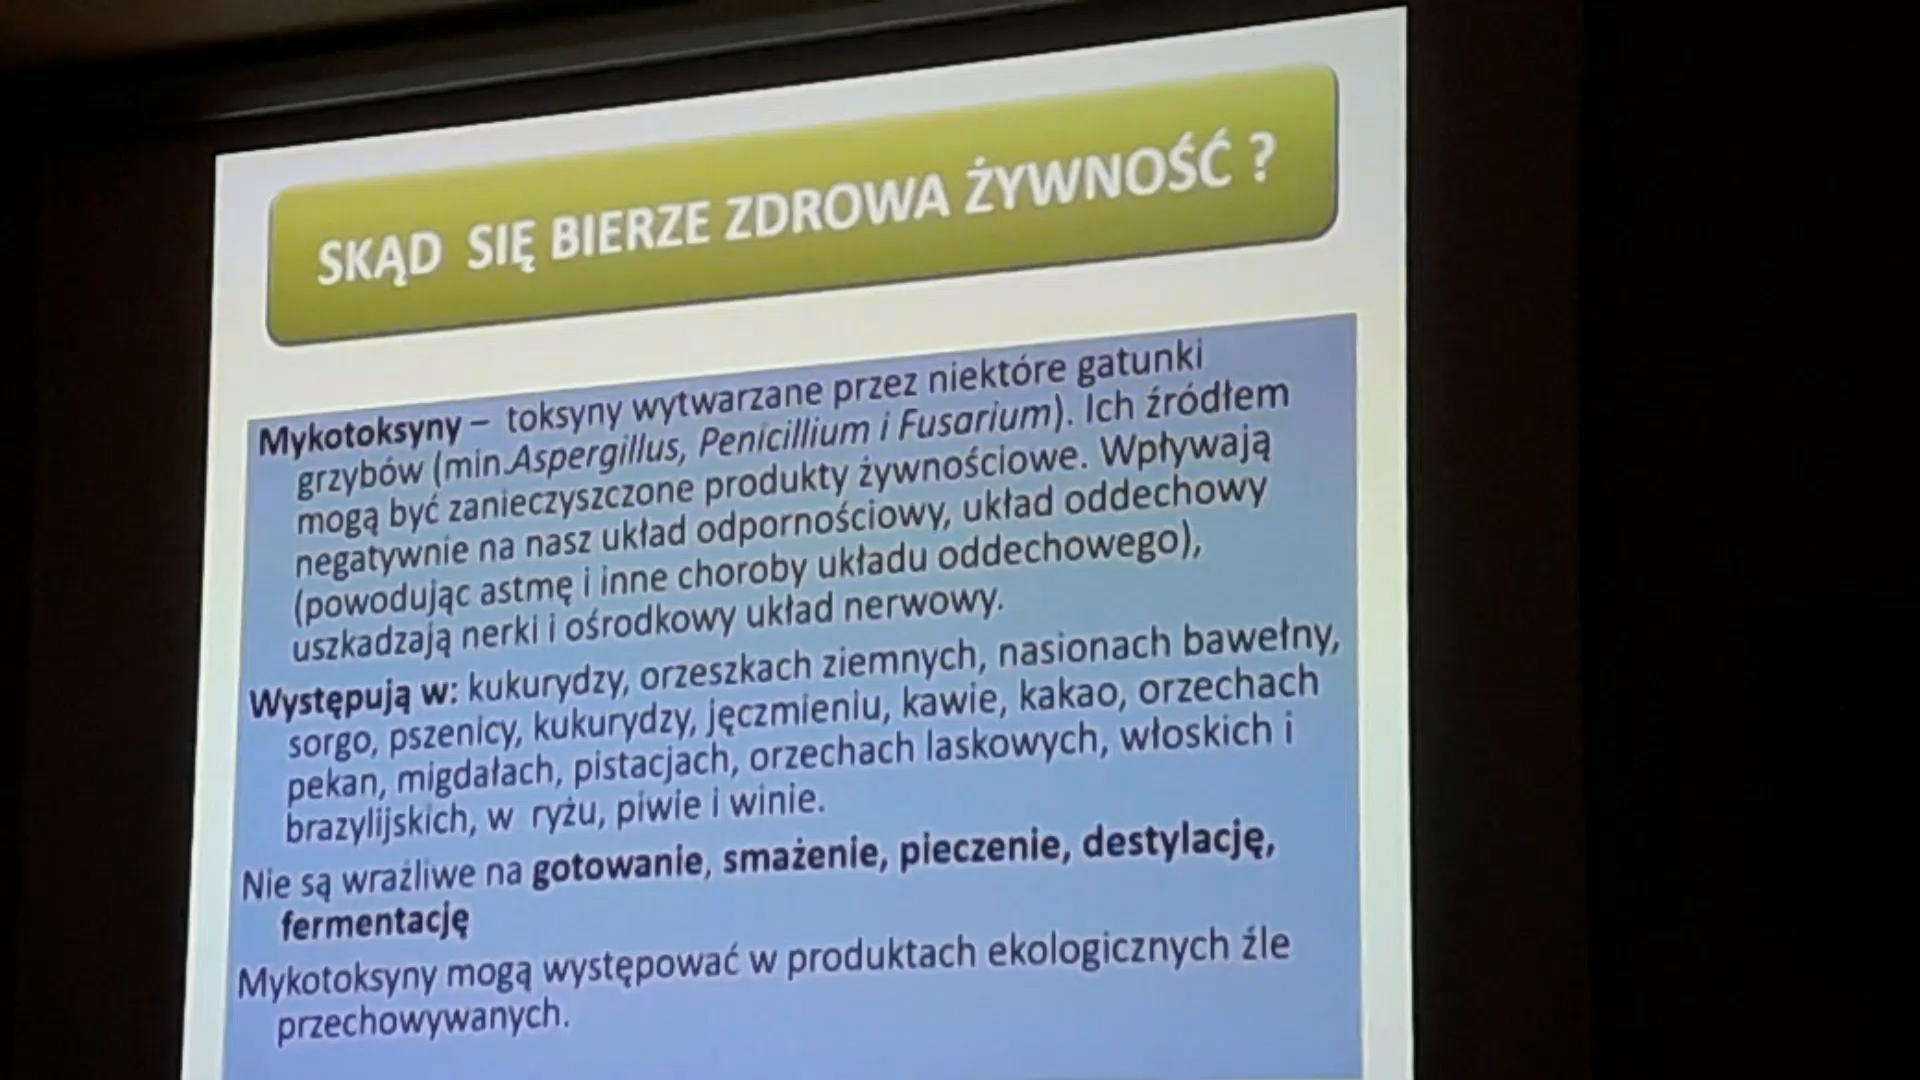 SKĄD SIĘ BIERZE ZDROWA ŻYWNOŚĆ ?
Mykotoksyny – toksyny wytwarzane przez niektóre gatunki
grzybów (min.Aspergillus, Penicillium i Fusarium). Ich źródłem
mogą być zanieczyszczone produkty żywnościowe. Wpływają
negatywnie na nasz układ odpornościowy, układ oddechowy
(powodując astmę i inne choroby układu oddechowego),
uszkadzają nerki i ośrodkowy układ nerwowy.
Występują w: kukurydzy, orzeszkach ziemnych, nasionach bawełny,
sorgo, pszenicy, kukurydzy, jęczmieniu, kawie, kakao, orzechach
pekan, migdałach, pistacjach, orzechach laskowych, włoskich i
brazylijskich, w ryżu, piwie i winie.
Nie są wrażliwe na gotowanie, smażenie, pieczenie, destylację,
fermentację
Mykotoksyny mogą występować w produktach ekologicznych źle
przechowywanych.